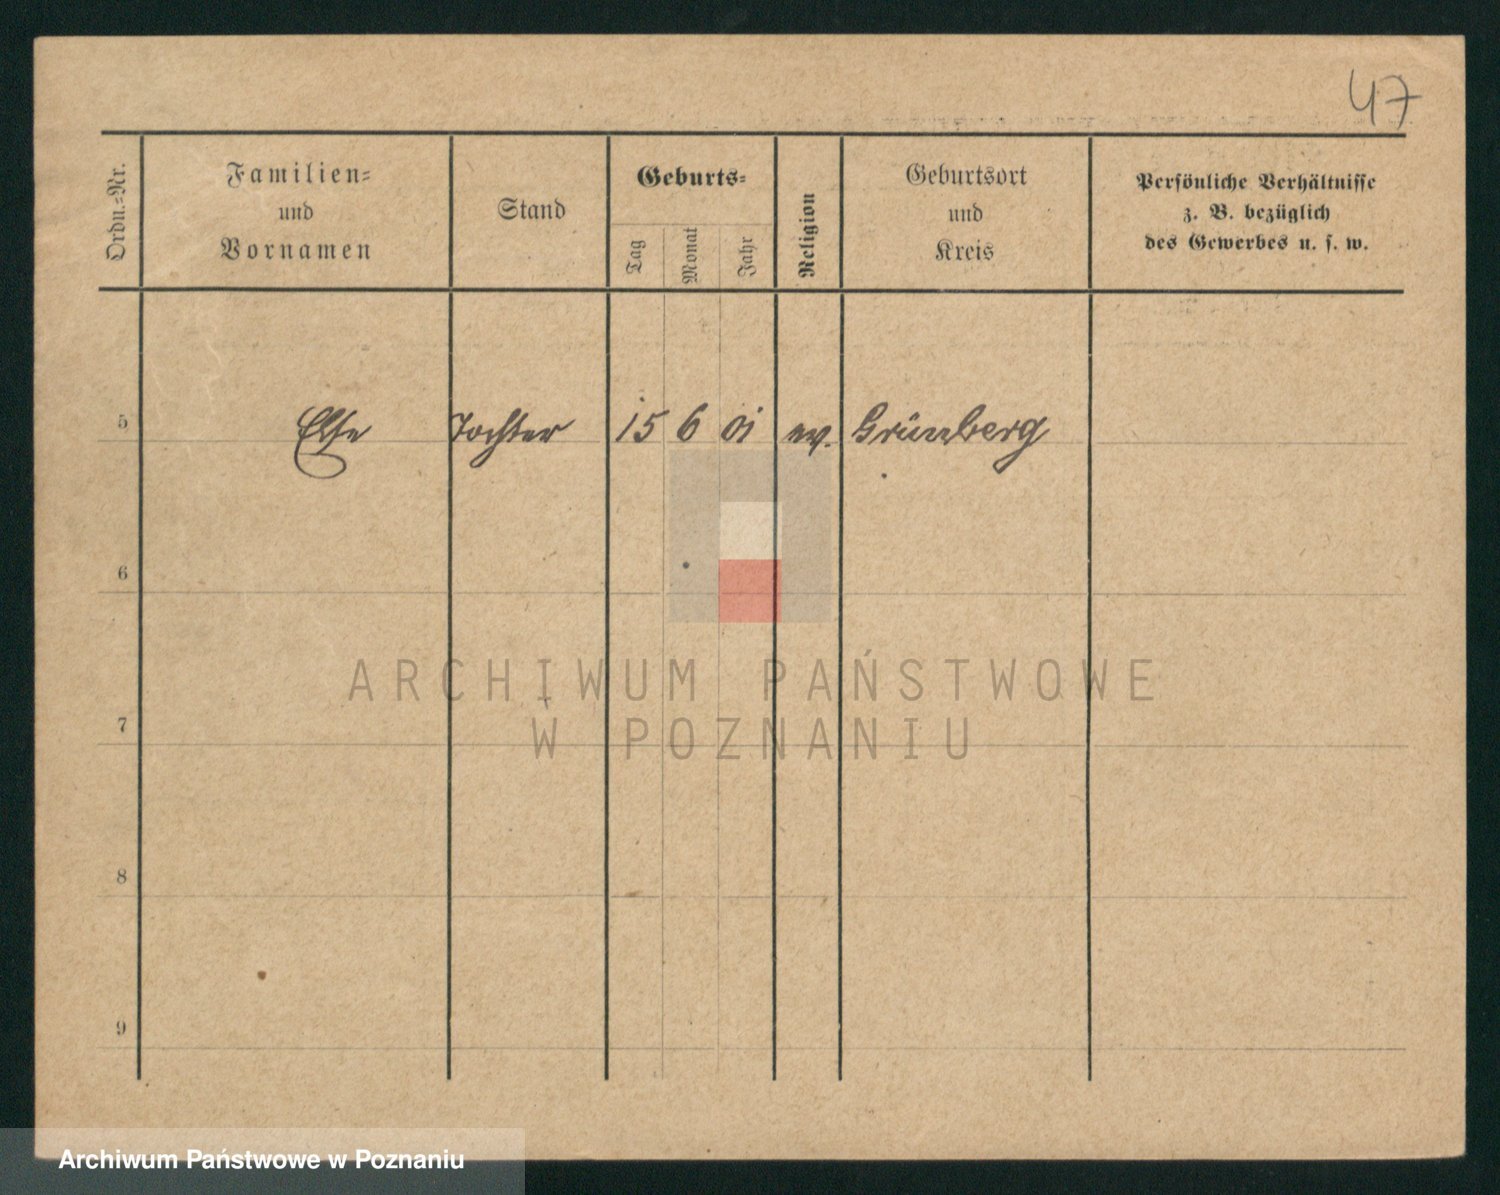 47
Ordn.-Nr.
Familien-
und
Vornamen
Stand
Geburts-
Tag
Monat
Jahr
Religion
Geburtsort
und
Kreis
Persönliche Verhältnisse
z. B. bezüglich
des Gewerbes u. s. w.
5 Else Tochter 15 6 01 ev. Grünberg
6
ARCHIWUM PAŃSTWOWE
7
W POZNANIU
8
9
Archiwum Państwowe w Poznaniu